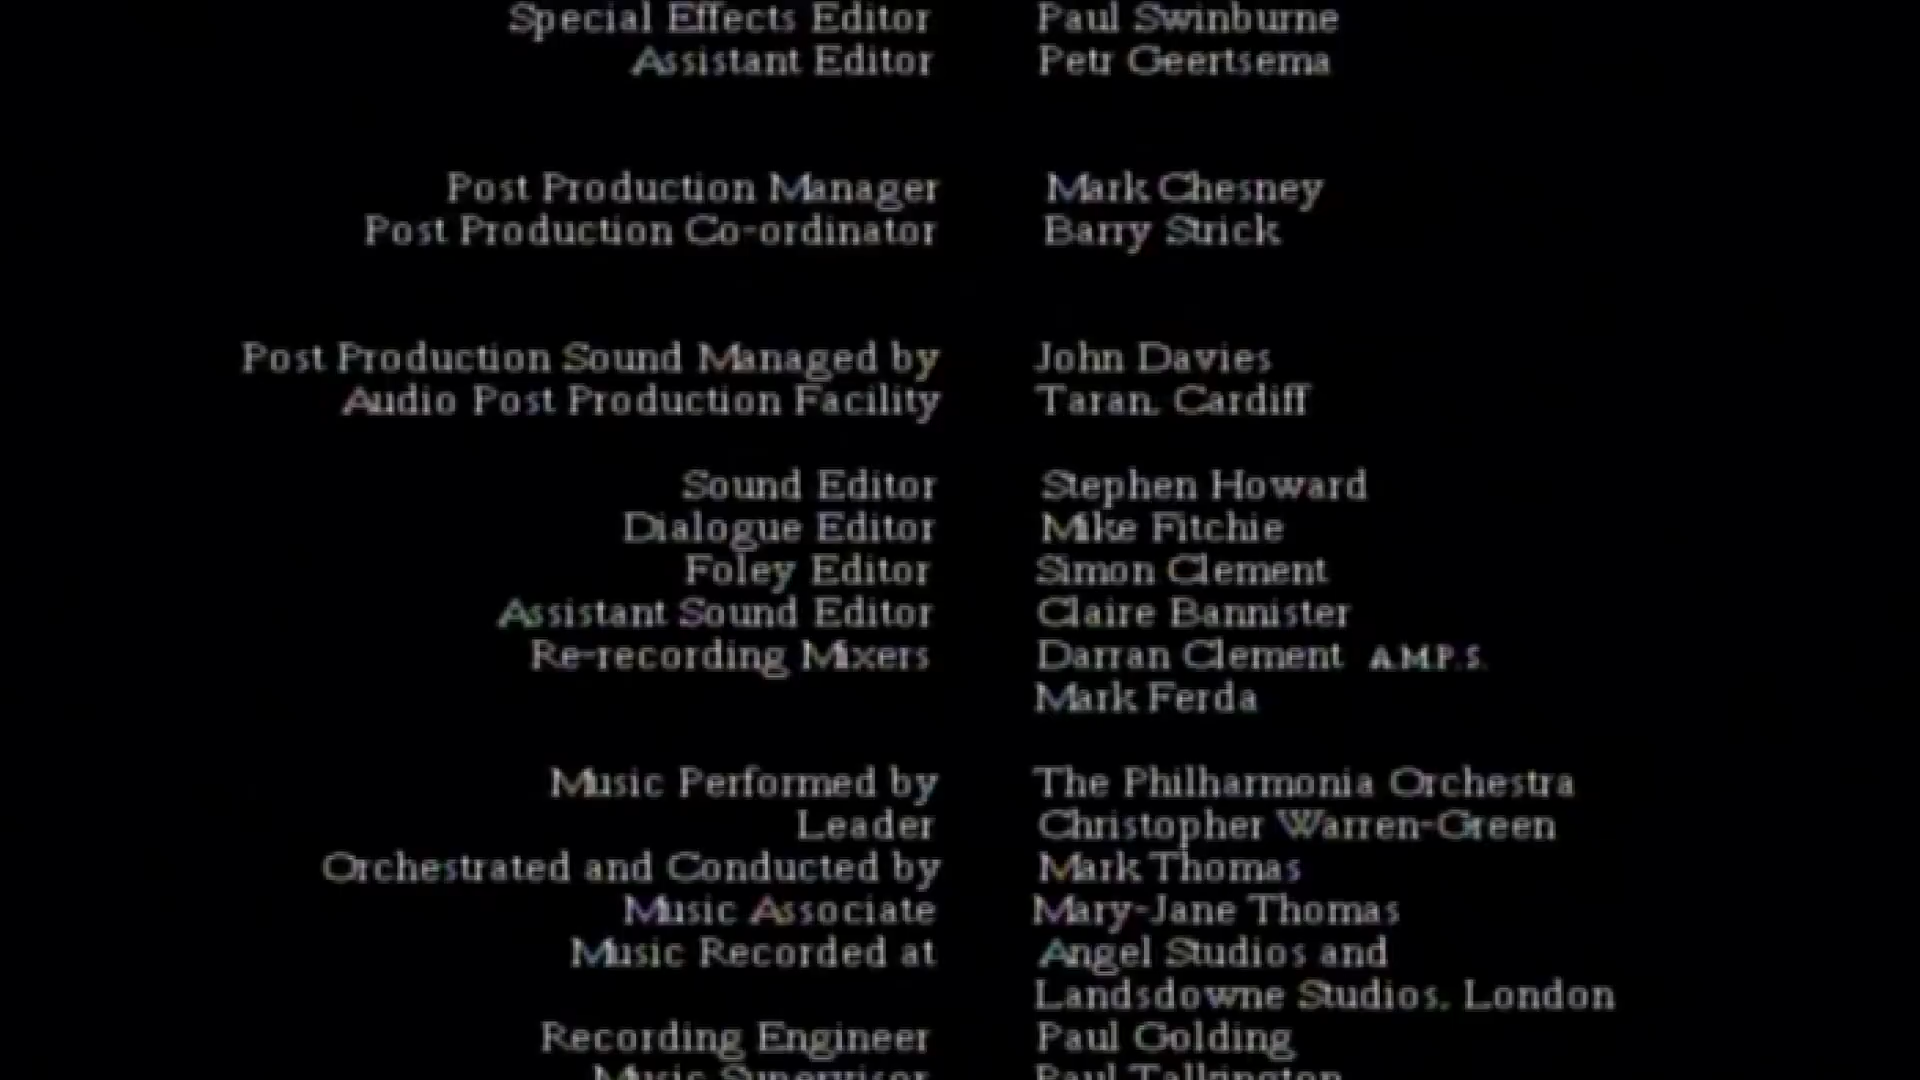 Special Effects Editor Paul Swinburne
Assistant Editor Petr Geertsema
Post Production Manager Mark Chesney
Post Production Co-ordinator Barry Strick
Post Production Sound Managed by John Davies
Audio Post Production Facility Taran, Cardiff
Sound Editor Stephen Howard
Dialogue Editor Mike Fitchie
Foley Editor Simon Clement
Assistant Sound Editor Claire Bannister
Re-recording Mixers Darran Clement A.M.P.S.
Mark Ferda
Music Performed by The Philharmonia Orchestra
Leader Christopher Warren-Green
Orchestrated and Conducted by Mark Thomas
Music Associate Mary-Jane Thomas
Music Recorded at Angel Studios and
Landsdowne Studios, London
Recording Engineer Paul Golding
Music Supervisor Paul Talkington